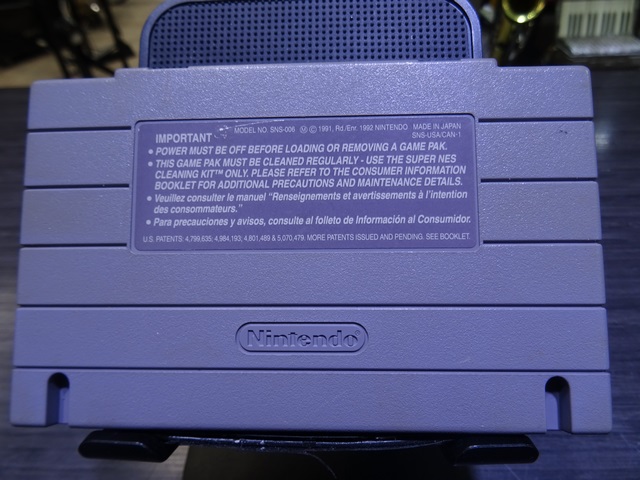 MODEL NO. SNS-006 Ⓜ © 1991, Rd./Enr. 1992 NINTENDO MADE IN JAPAN
IMPORTANT SNS-USA/CAN-1
• POWER MUST BE OFF BEFORE LOADING OR REMOVING A GAME PAK.
• THIS GAME PAK MUST BE CLEANED REGULARLY - USE THE SUPER NES
CLEANING KIT™ ONLY. PLEASE REFER TO THE CONSUMER INFORMATION
BOOKLET FOR ADDITIONAL PRECAUTIONS AND MAINTENANCE DETAILS.
• Veuillez consulter le manuel "Renseignements et avertissements à l'intention
des consommateurs."
• Para precauciones y avisos, consulte al folleto de Información al Consumidor.
U.S. PATENTS: 4,799,635; 4,984,193; 4,801,489 & 5,070,479. MORE PATENTS ISSUED AND PENDING. SEE BOOKLET.
Nintendo